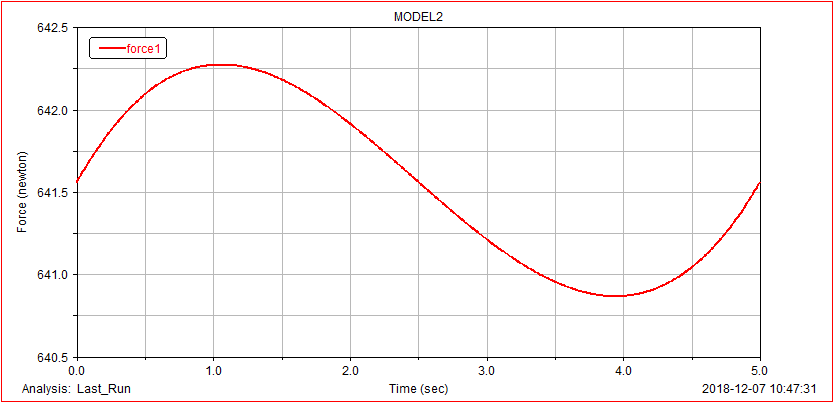 MODEL2
force1
Force (newton)
642.5
642.0
641.5
641.0
640.5
0.0 1.0 2.0 3.0 4.0 5.0
Analysis: Last_Run Time (sec) 2018-12-07 10:47:31